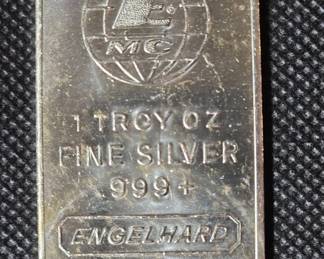 E
MC
1 TROY OZ
FINE SILVER
999+
ENGELHARD